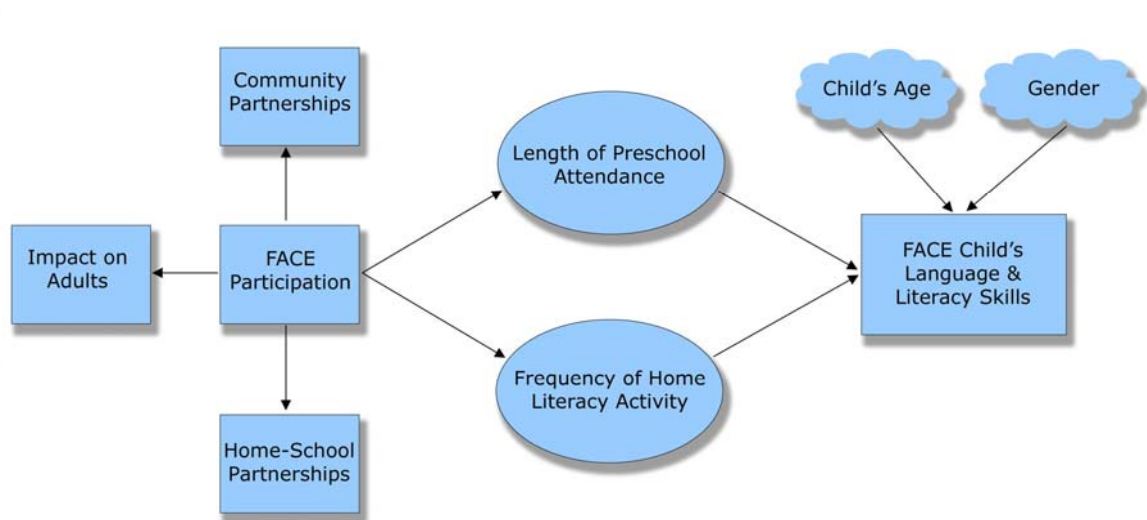 Community
Partnerships
Child's Age
Gender
Length of Preschool
Attendance
Impact on
Adults
FACE
Participation
FACE Child's
Language &
Literacy Skills
Frequency of Home
Literacy Activity
Home-School
Partnerships